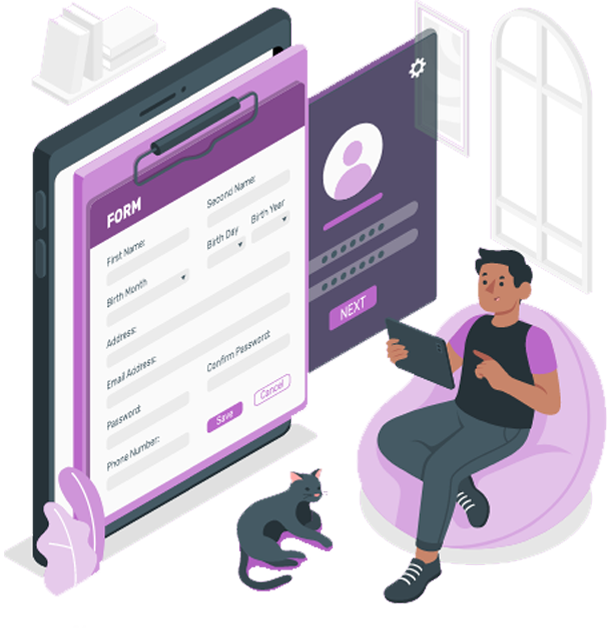 FORM
First Name:
Second Name:
Birth Month
Birth Day
Birth Year
Address:
Email Address:
Password:
Confirm Password:
Phone Number:
Save
Cancel
NEXT